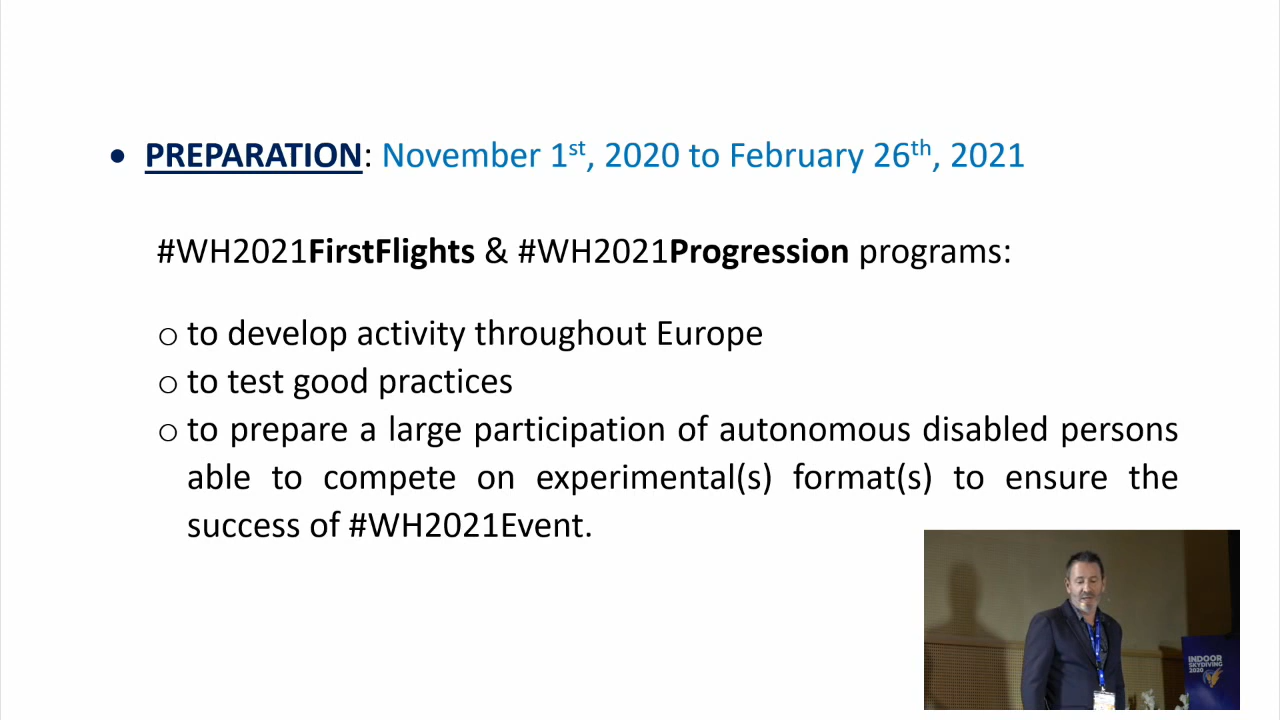 • PREPARATION: November 1st, 2020 to February 26th, 2021
#WH2021FirstFlights & #WH2021Progression programs:
o to develop activity throughout Europe
o to test good practices
o to prepare a large participation of autonomous disabled persons
able to compete on experimental(s) format(s) to ensure the
success of #WH2021Event.
INDOOR
SKYDIVING
2020